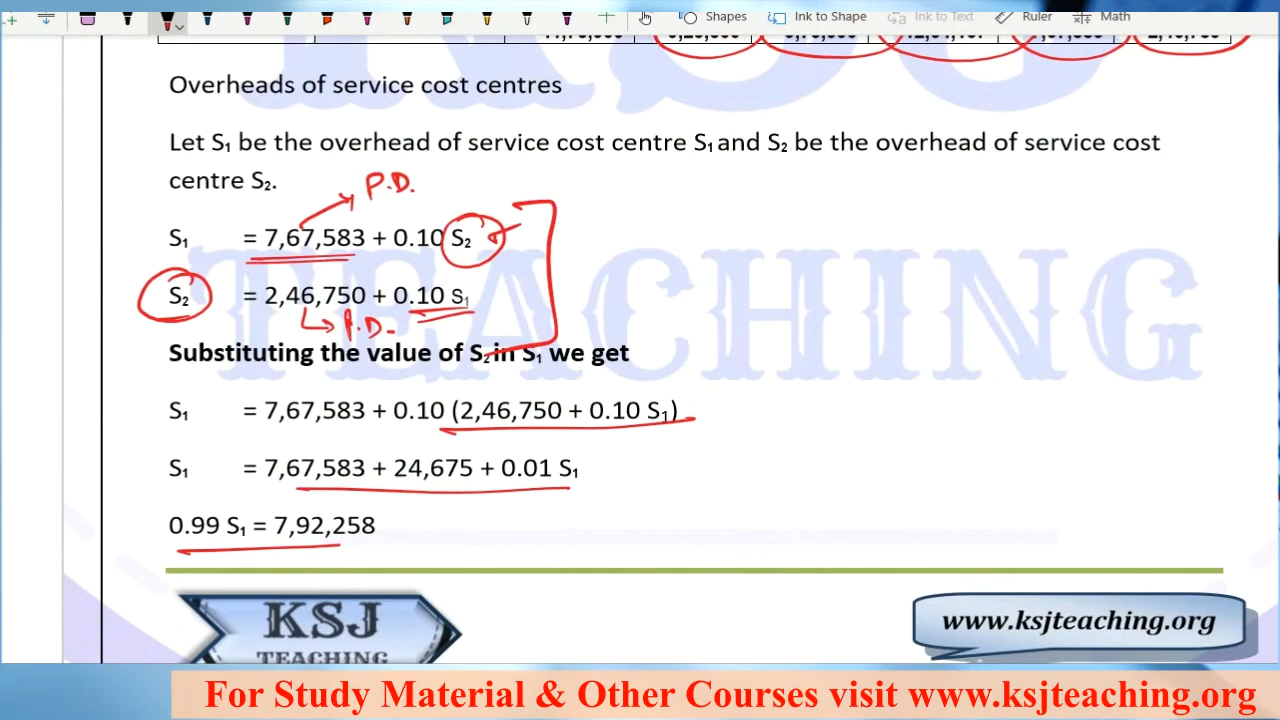 Shapes Ink to Shape Ink to Text Ruler Math
Overheads of service cost centres
Let S₁ be the overhead of service cost centre S₁ and S₂ be the overhead of service cost
centre S₂.
P.D.
S₁ = 7,67,583 + 0.10 S₂
S₂ = 2,46,750 + 0.10 S₁
P.D.
Substituting the value of S₂ in S₁ we get
S₁ = 7,67,583 + 0.10 (2,46,750 + 0.10 S₁)
S₁ = 7,67,583 + 24,675 + 0.01 S₁
0.99 S₁ = 7,92,258
TEACHING
KSJ
TEACHING
www.ksjteaching.org
For Study Material & Other Courses visit www.ksjteaching.org